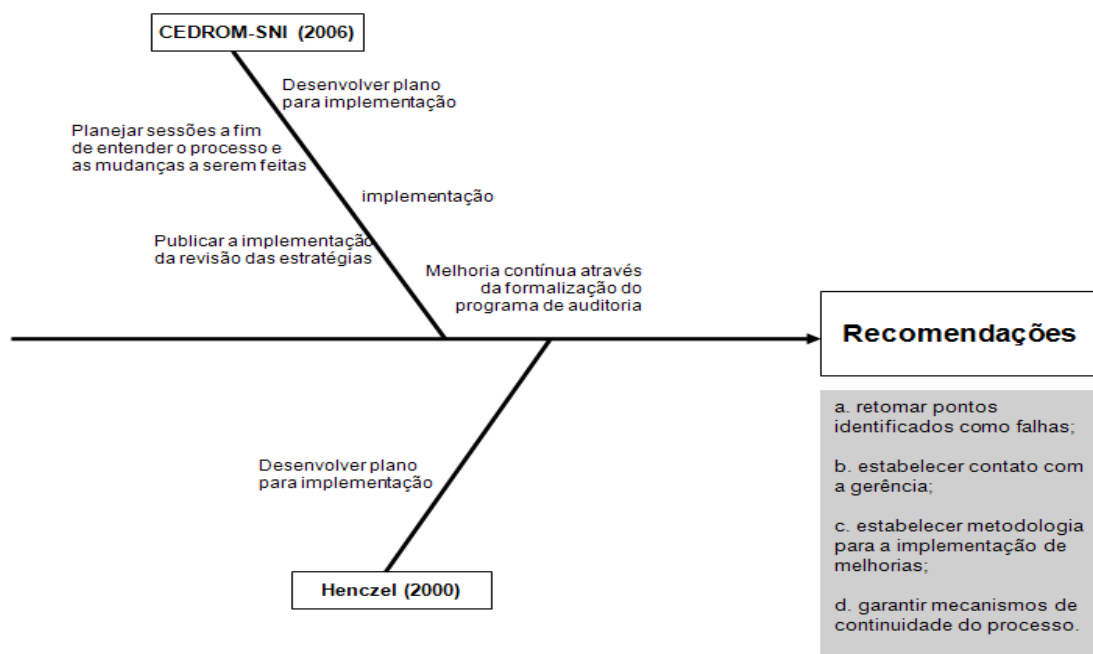 CEDROM-SNI (2006)
Desenvolver plano
para implementação
Planejar sessões a fim
de entender o processo e
as mudanças a serem feitas
implementação
Publicar a implementação
da revisão das estratégias
Melhoria contínua através
da formalização do
programa de auditoria
Recomendações
a. retomar pontos
identificados como falhas;
b. estabelecer contato com
a gerência;
c. estabelecer metodologia
para a implementação de
melhorias;
d. garantir mecanismos de
continuidade do processo.
Desenvolver plano
para implementação
Henczel (2000)